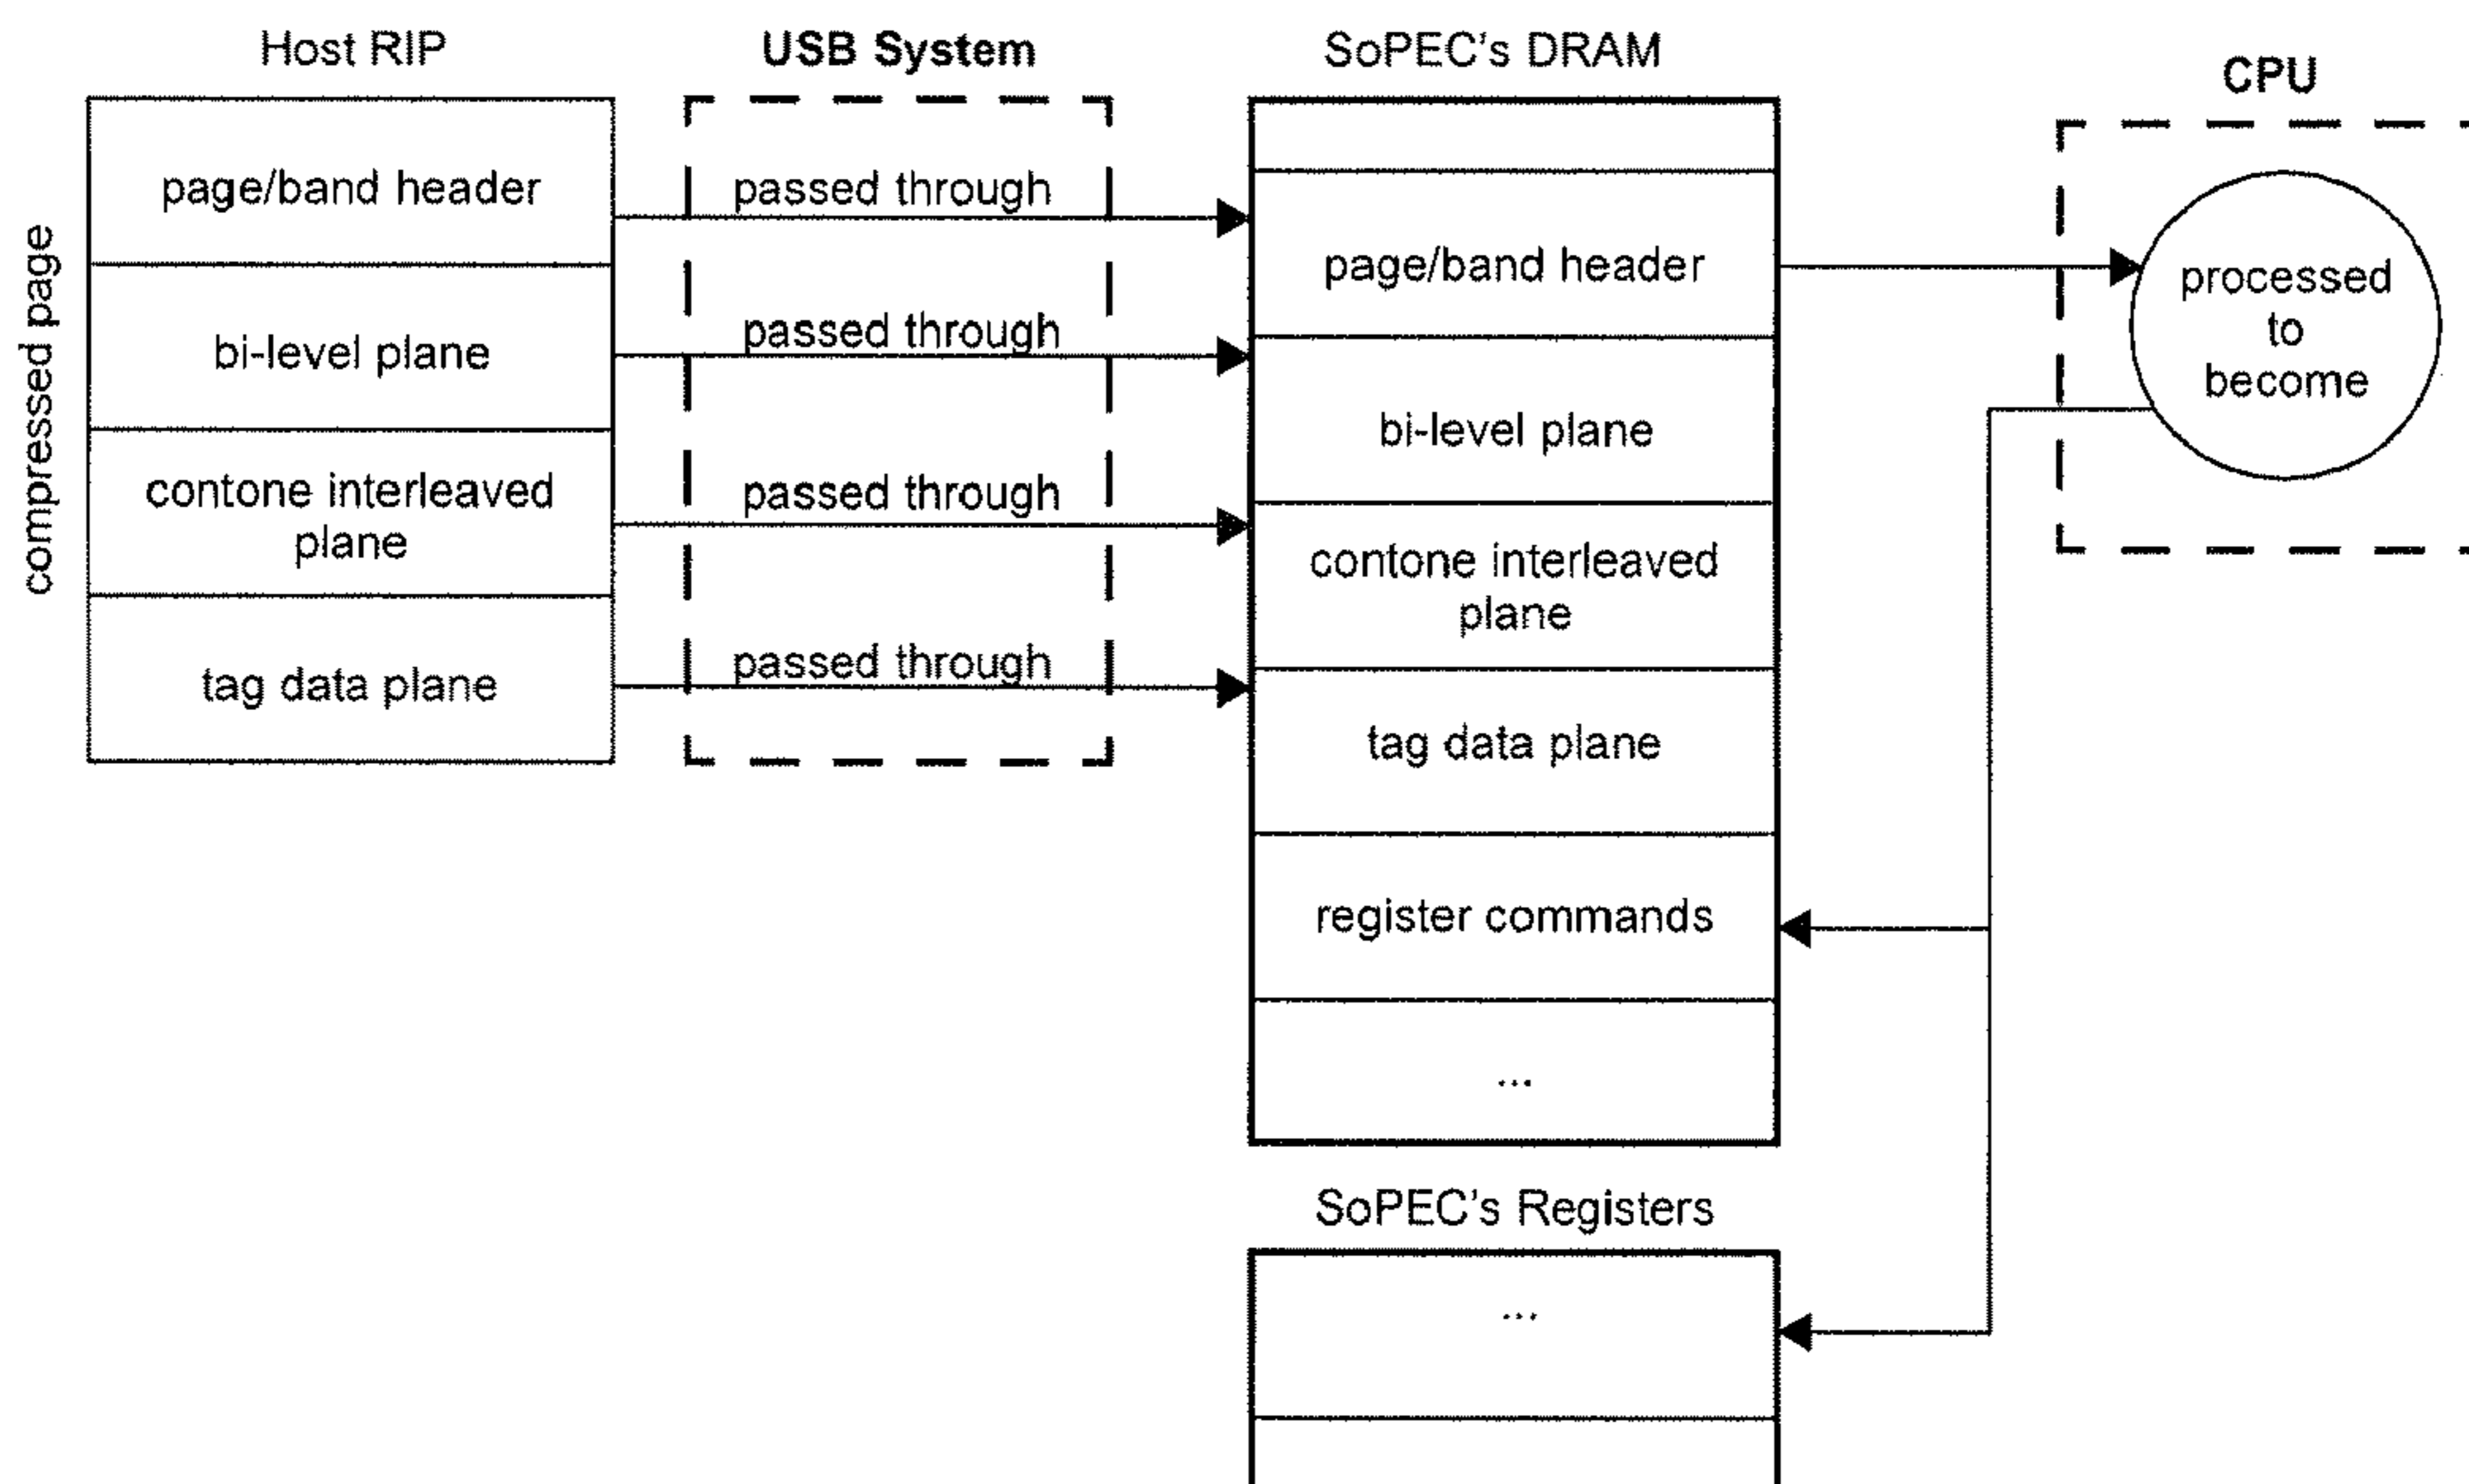 Host RIP
USB System
SoPEC's DRAM
CPU
compressed page
page/band header
bi-level plane
contone interleaved
plane
tag data plane
passed through
passed through
passed through
passed through
page/band header
bi-level plane
contone interleaved
plane
tag data plane
register commands
...
processed
to
become
SoPEC's Registers
...